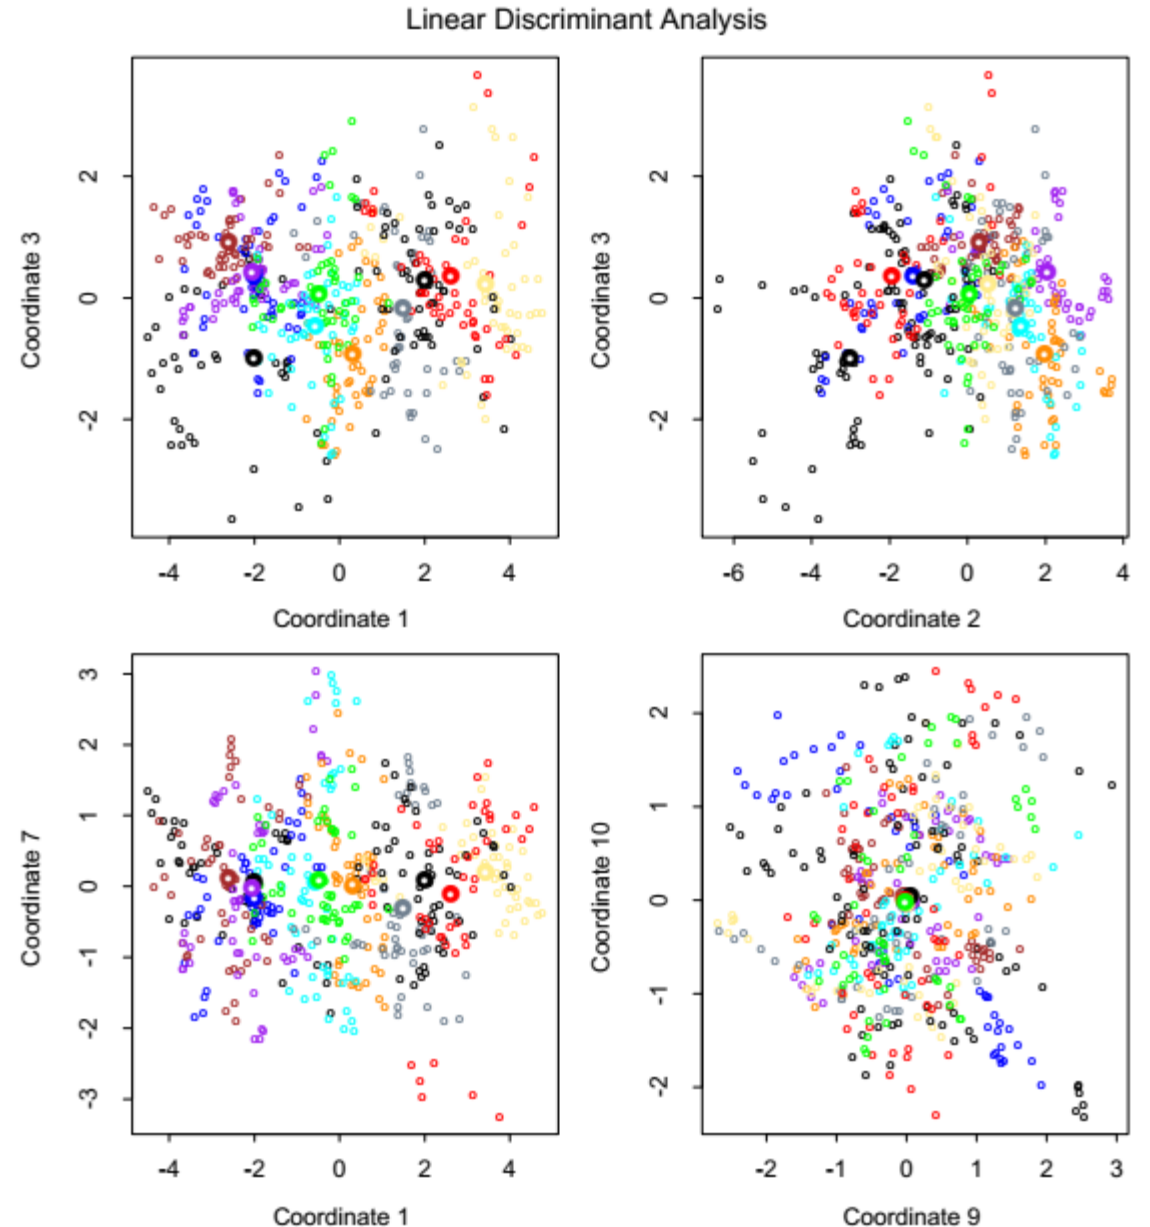 Linear Discriminant Analysis
Coordinate 3
2
0
-2
-4 -2 0 2 4
Coordinate 1
Coordinate 3
2
0
-2
-6 -4 -2 0 2 4
Coordinate 2
Coordinate 7
3
2
1
0
-1
-2
-3
-4 -2 0 2 4
Coordinate 1
Coordinate 10
2
1
0
-1
-2
-2 -1 0 1 2 3
Coordinate 9